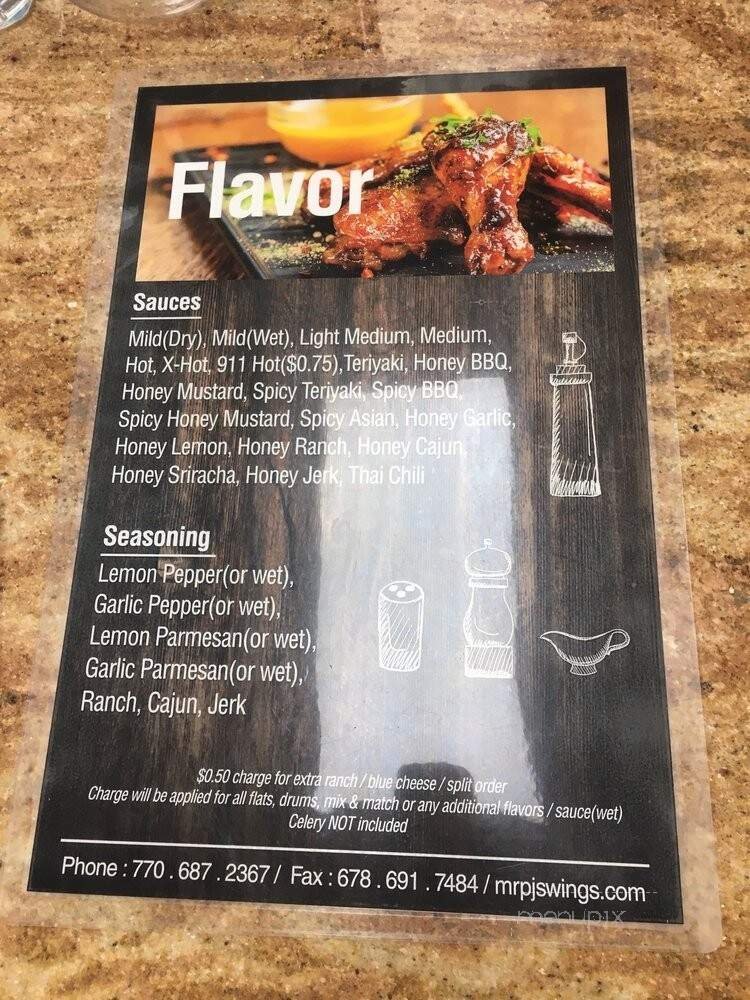 Flavor
Sauces
Mild(Dry), Mild(Wet), Light Medium, Medium,
Hot, X-Hot, 911 Hot($0.75),Teriyaki, Honey BBQ,
Honey Mustard, Spicy Teriyaki, Spicy BBQ,
Spicy Honey Mustard, Spicy Asian, Honey Garlic,
Honey Lemon, Honey Ranch, Honey Cajun,
Honey Sriracha, Honey Jerk, Thai Chili
Seasoning
Lemon Pepper(or wet),
Garlic Pepper(or wet),
Lemon Parmesan(or wet),
Garlic Parmesan(or wet),
Ranch, Cajun, Jerk
$0.50 charge for extra ranch / blue cheese / split order
Charge will be applied for all flats, drums, mix & match or any additional flavors / sauce(wet)
Celery NOT included
Phone : 770 . 687 . 2367 / Fax : 678 . 691 . 7484 / mrpjswings.com
menupix